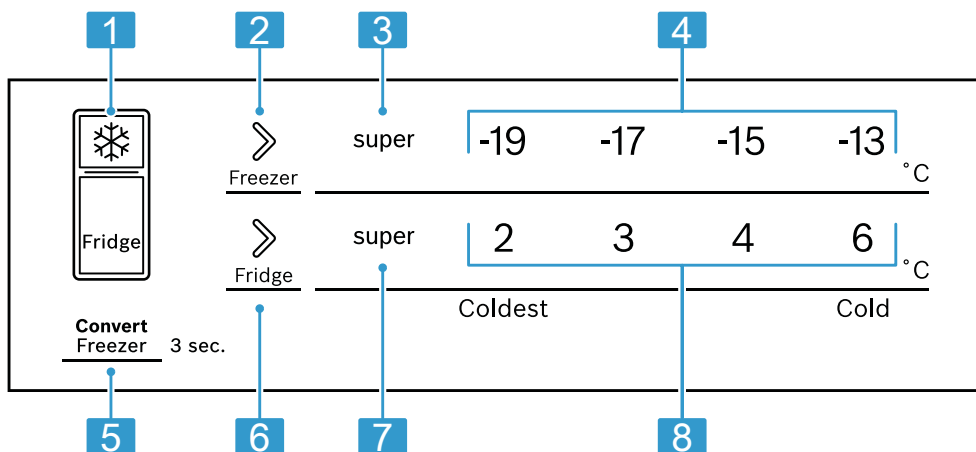 1 2 3 4
super -19 -17 -15 -13
Freezer °C
Fridge super 2 3 4 6
Fridge °C
Coldest Cold
Convert
Freezer 3 sec.
5 6 7 8